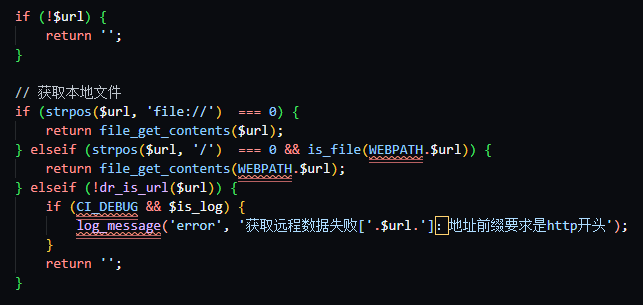 if (!$url) {
    return '';
}

// 获取本地文件
if (strpos($url, 'file://')  === 0) {
    return file_get_contents($url);
} elseif (strpos($url, '/')  === 0 && is_file(WEBPATH.$url)) {
    return file_get_contents(WEBPATH.$url);
} elseif (!dr_is_url($url)) {
    if (CI_DEBUG && $is_log) {
        log_message('error', '获取远程数据失败['.$url.']：地址前缀要求是http开头');
    }
    return '';
}